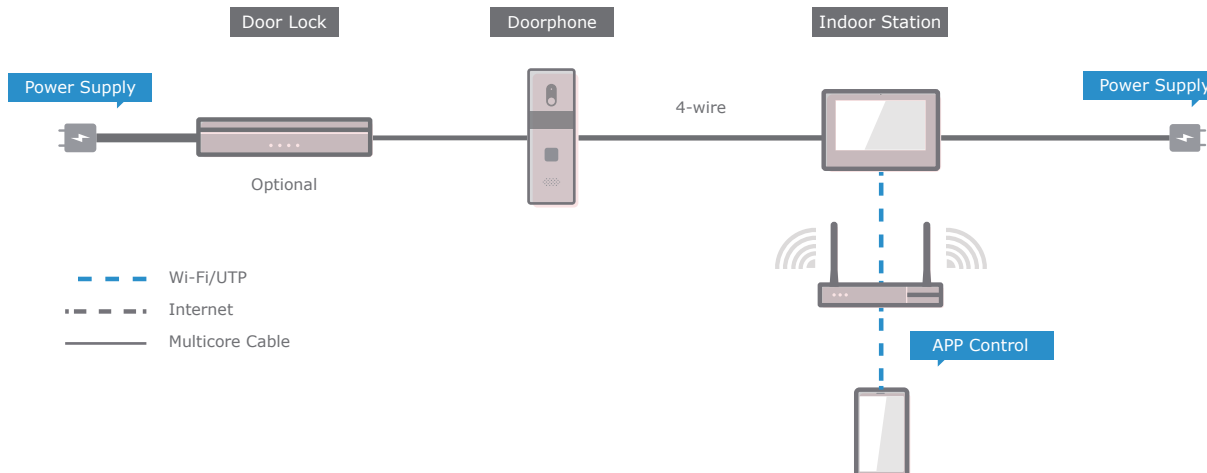 Door Lock
Doorphone
Indoor Station
Power Supply
Power Supply
4-wire
Optional
Wi-Fi/UTP
Internet
Multicore Cable
APP Control